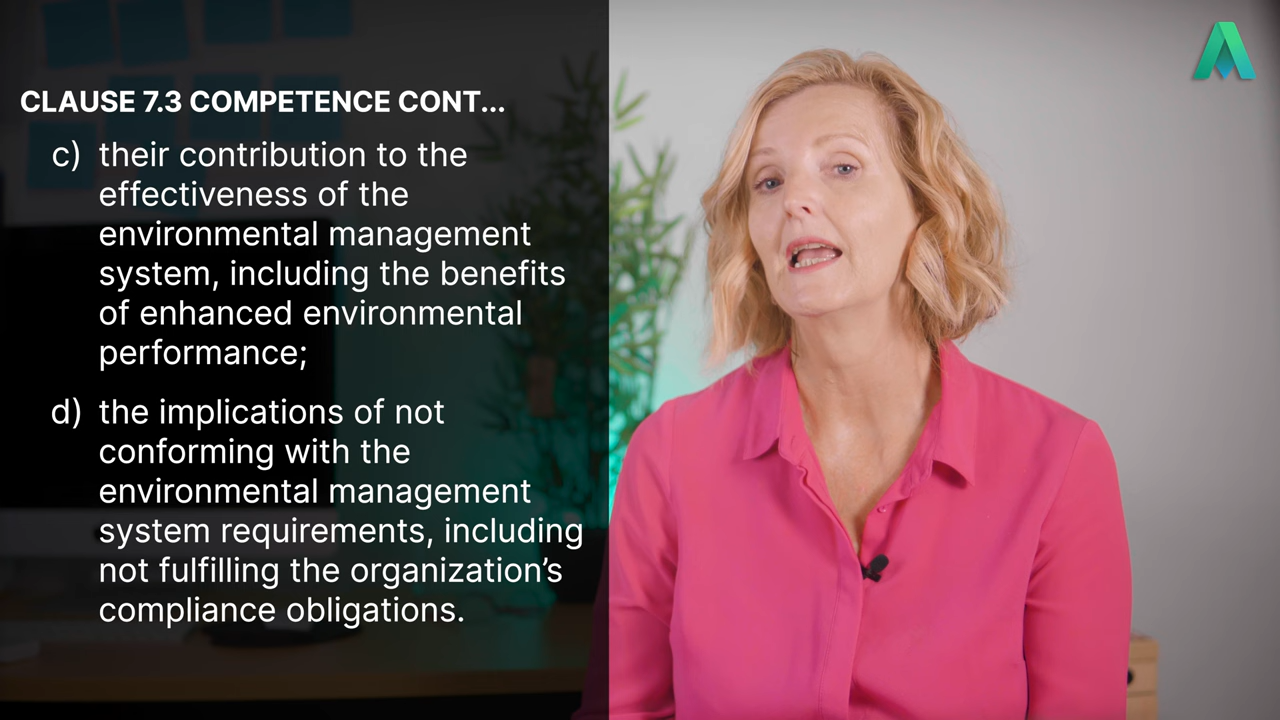 CLAUSE 7.3 COMPETENCE CONT...
c) their contribution to the
effectiveness of the
environmental management
system, including the benefits
of enhanced environmental
performance;
d) the implications of not
conforming with the
environmental management
system requirements, including
not fulfilling the organization's
compliance obligations.